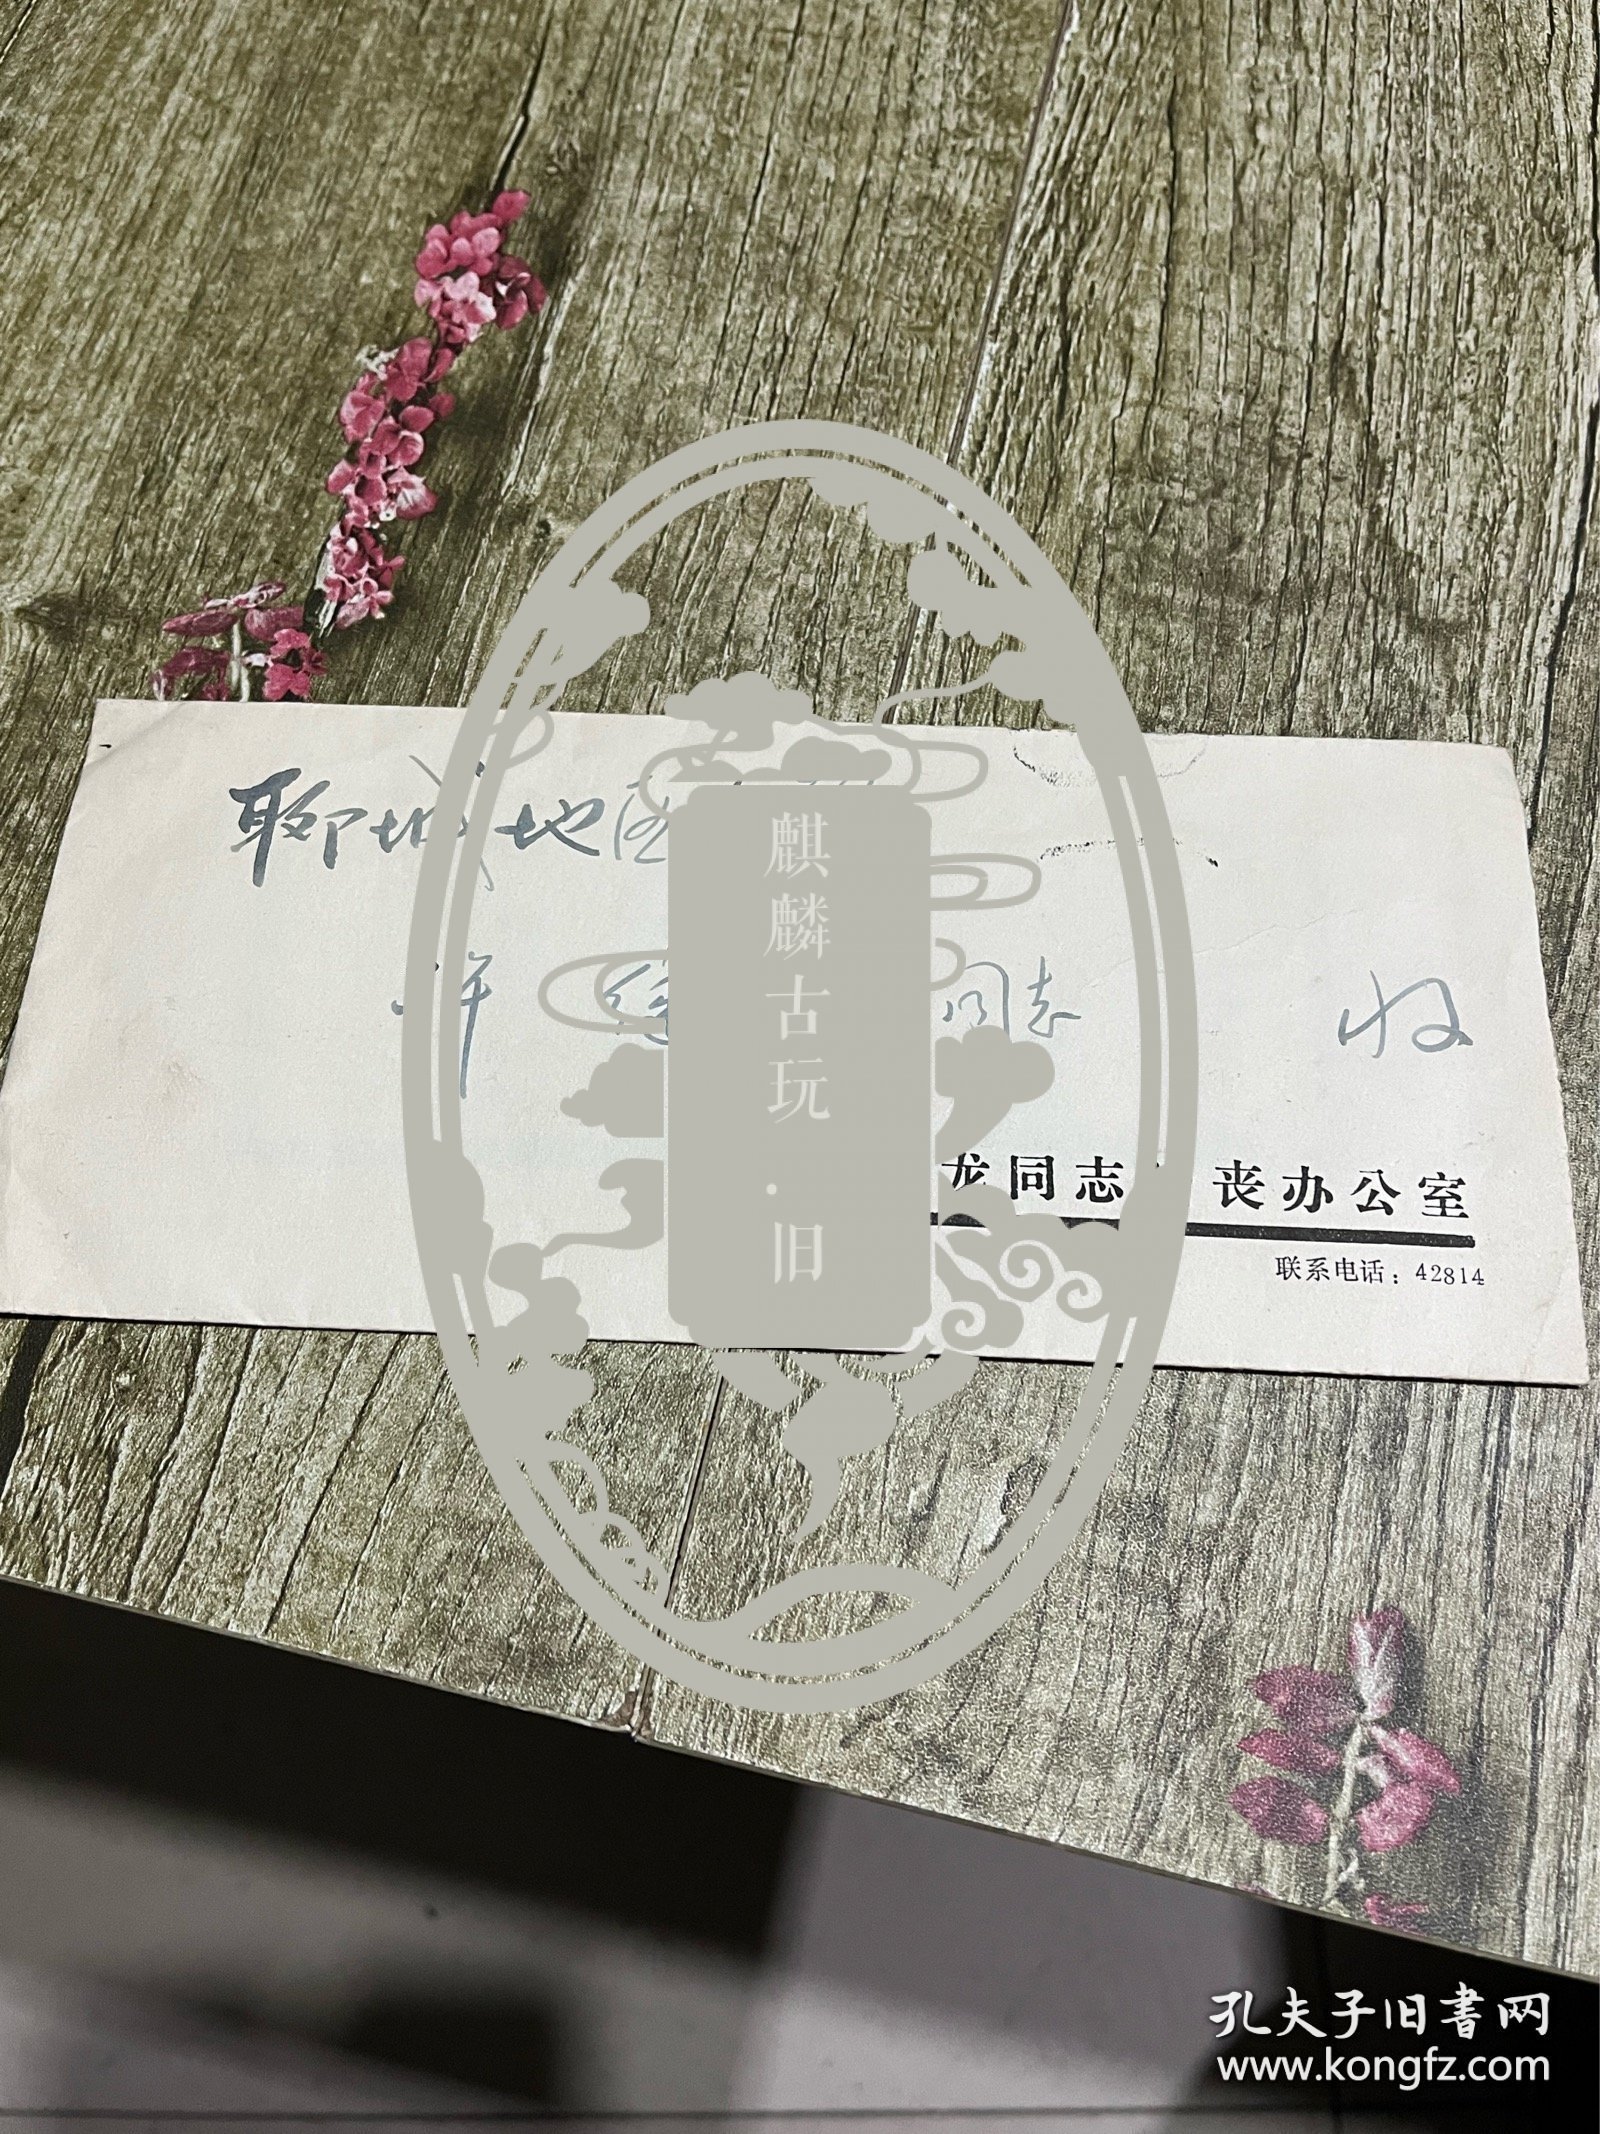 聊城地区
许 同志 收
龙同志 丧办公室
联系电话：42814
麒麟古玩·旧
孔夫子旧书网
www.kongfz.com